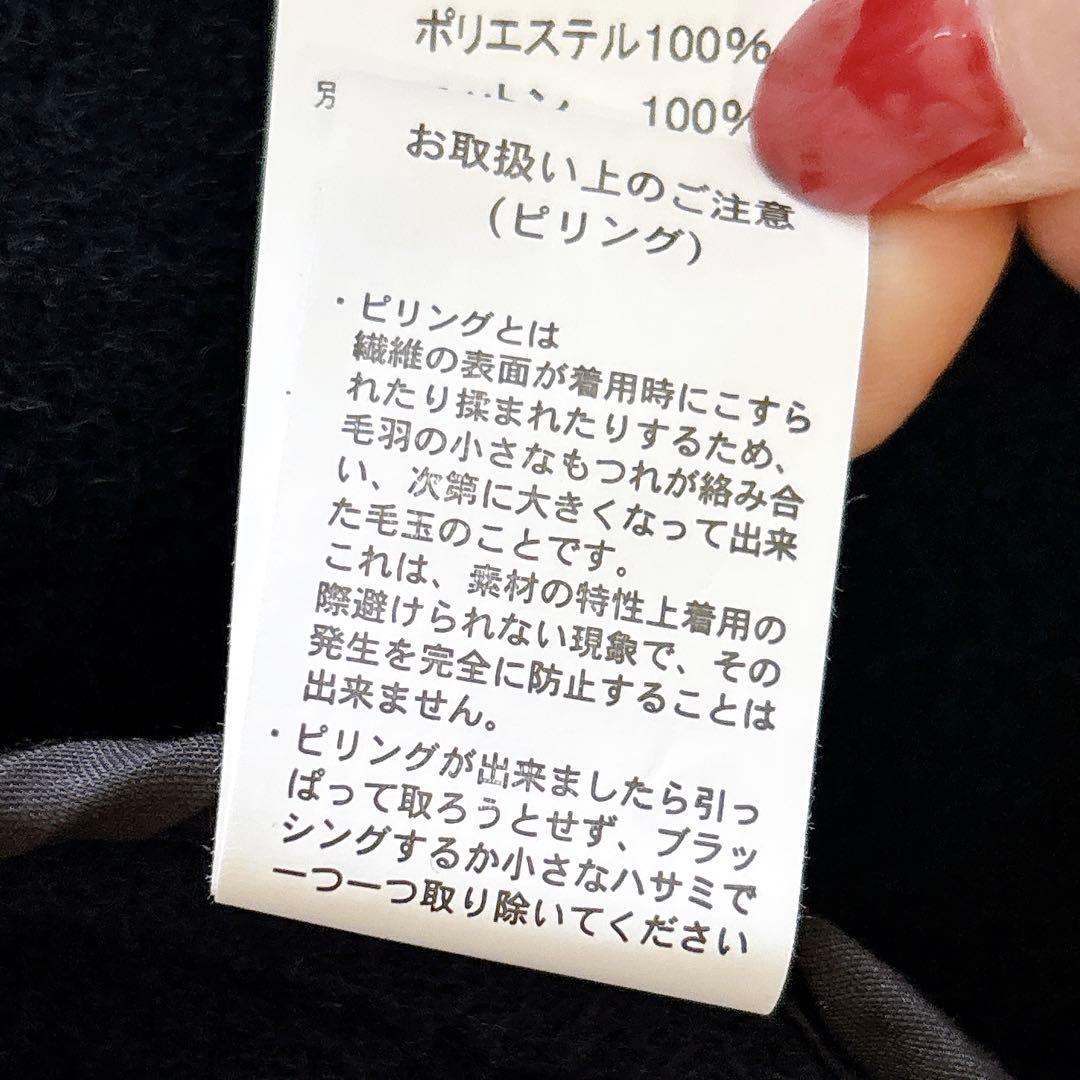 ポリエステル100%
別
100%
お取扱い上のご注意
(ピリング)
・ピリングとは
繊維の表面が着用時にこすら
れたり揉まれたりするため、
毛羽の小さなもつれが絡み合
い、次第に大きくなって出来
た毛玉のことです。
これは、素材の特性上着用の
際避けられない現象で、その
発生を完全に防止することは
出来ません。
・ピリングが出来ましたら引っ
ぱって取ろうとせず、ブラッ
シングするか小さなハサミで
一つ一つ取り除いてください